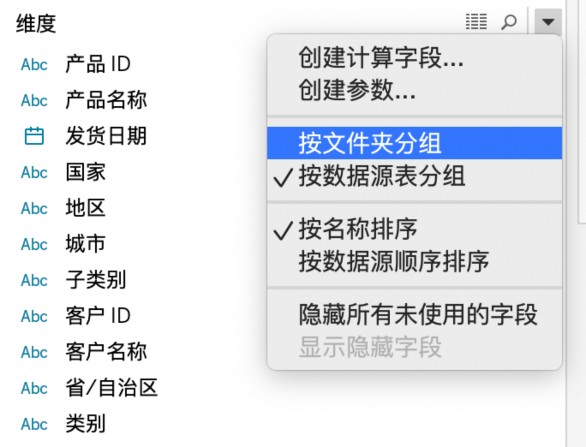 维度
Abc 产品 ID
Abc 产品名称
发货日期
Abc 国家
Abc 地区
Abc 城市
Abc 子类别
Abc 客户 ID
Abc 客户名称
Abc 省/自治区
Abc 类别
创建计算字段...
创建参数...
按文件夹分组
按数据源表分组
按名称排序
按数据源顺序排序
隐藏所有未使用的字段
显示隐藏字段